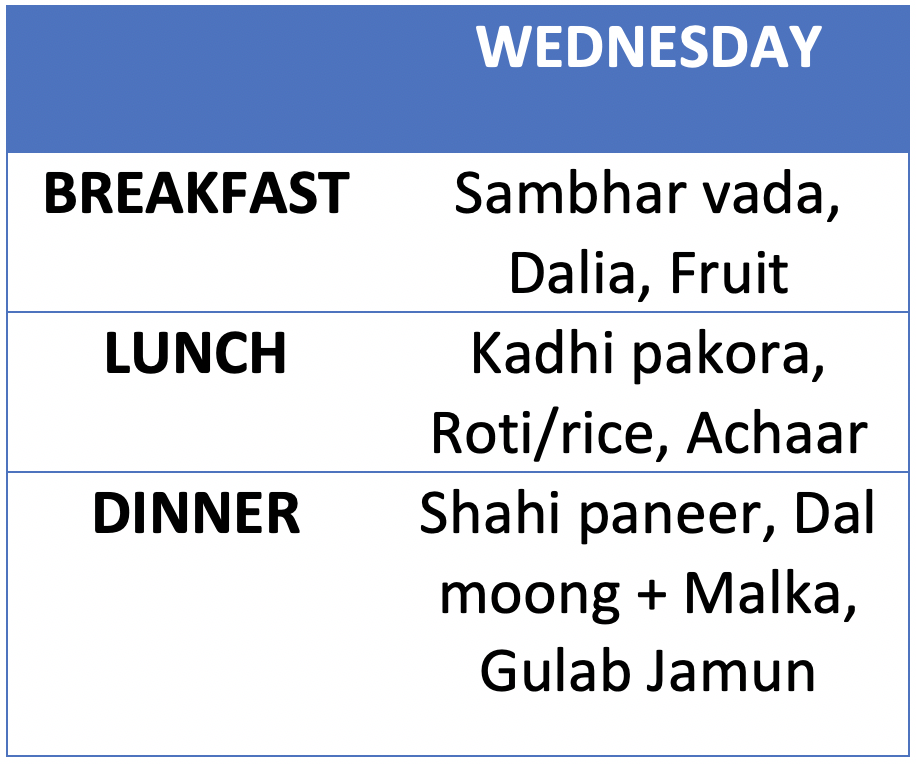 WEDNESDAY
BREAKFAST
Sambhar vada,
Dalia, Fruit
LUNCH
Kadhi pakora,
Roti/rice, Achaar
DINNER
Shahi paneer, Dal
moong + Malka,
Gulab Jamun